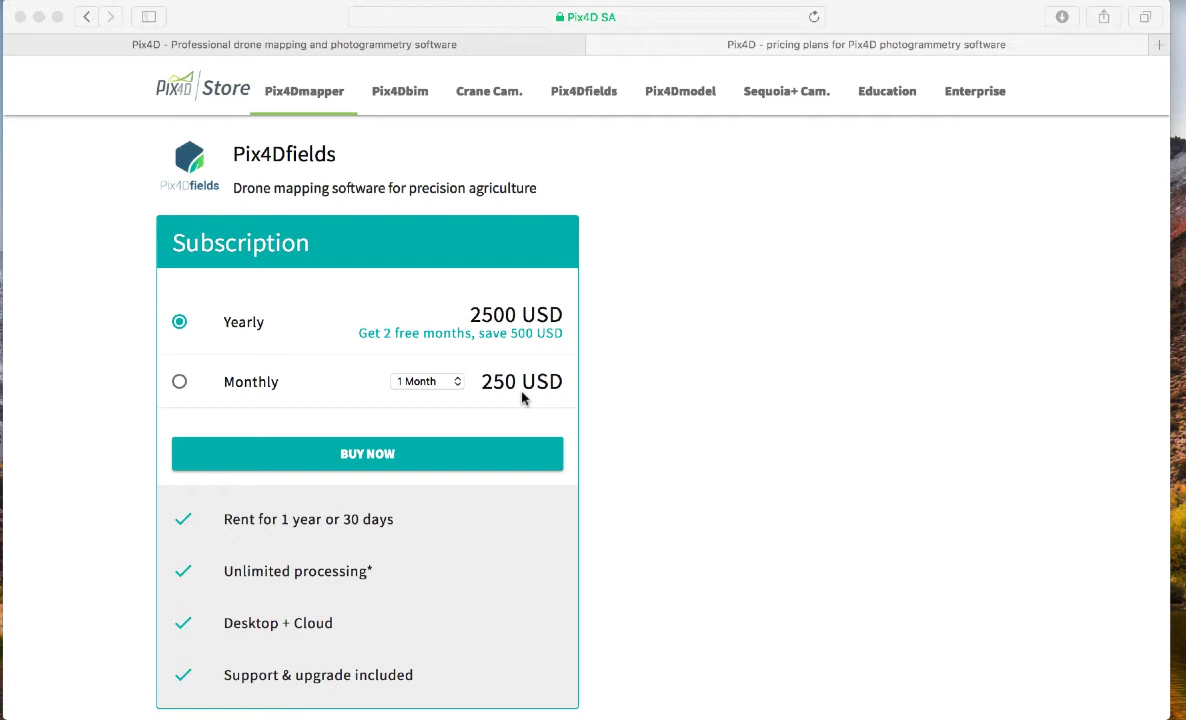 Pix4D SA
Pix4D - Professional drone mapping and photogrammetry software
Pix4D - pricing plans for Pix4D photogrammetry software
PIX4D Store
Pix4Dmapper Pix4Dbim Crane Cam. Pix4Dfields Pix4Dmodel Sequoia+ Cam. Education Enterprise
Pix4Dfields
Pix4Dfields
Drone mapping software for precision agriculture
Subscription
Yearly 2500 USD
Get 2 free months, save 500 USD
Monthly 1 Month 250 USD
BUY NOW
Rent for 1 year or 30 days
Unlimited processing*
Desktop + Cloud
Support & upgrade included